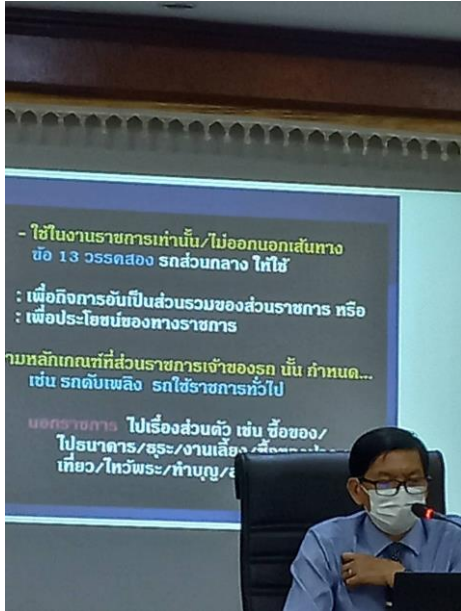 - ใช้ในงานราชการเท่านั้น/ไม่ออกนอกเส้นทาง
ข้อ 13 วรรคสอง รถส่วนกลาง ให้ใช้
: เพื่อกิจการอันเป็นส่วนรวมของส่วนราชการ หรือ
: เพื่อประโยชน์ของทางราชการ
ามหลักเกณฑ์ที่ส่วนราชการเจ้าของรถ นั้น กำหนด...
เช่น รถดับเพลิง รถใช้ราชการทั่วไป
นอกราชการ ไปเรื่องส่วนตัว เช่น ซื้อของ/
ไปธนาคาร/ธุระ/งานเลี้ยง/
เที่ยว/ไหว้พระ/ทำบุญ/